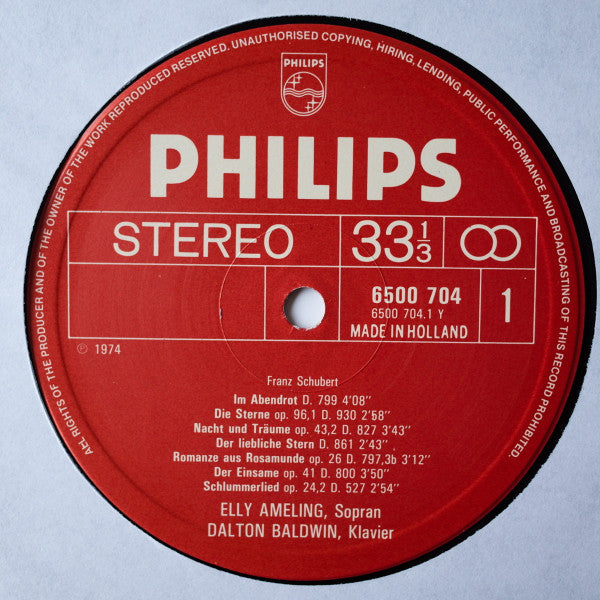 ALL RIGHTS OF THE PRODUCER AND OF THE OWNER OF THE WORK REPRODUCED RESERVED. UNAUTHORISED COPYING, HIRING, LENDING, PUBLIC PERFORMANCE AND BROADCASTING OF THIS RECORD PROHIBITED.
PHILIPS
PHILIPS
STEREO
33 1/3
6500 704
6500 704.1 Y
MADE IN HOLLAND
1
℗ 1974
Franz Schubert
Im Abendrot D. 799 4'08"
Die Sterne op. 96,1 D. 930 2'58"
Nacht und Träume op. 43,2 D. 827 3'43"
Der liebliche Stern D. 861 2'43"
Romanze aus Rosamunde op. 26 D. 797,3b 3'12"
Der Einsame op. 41 D. 800 3'50"
Schlummerlied op. 24,2 D. 527 2'54"
ELLY AMELING, Sopran
DALTON BALDWIN, Klavier